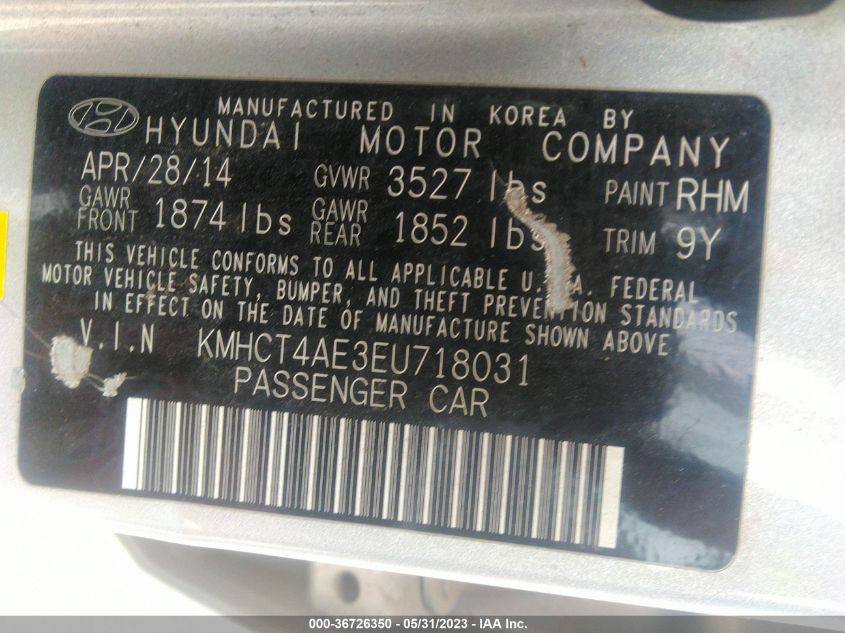 MANUFACTURED IN KOREA BY
HYUNDAI MOTOR COMPANY
APR/28/14 GVWR 3527 lbs PAINT RHM
GAWR FRONT 1874 lbs GAWR REAR 1852 lbs TRIM 9Y
THIS VEHICLE CONFORMS TO ALL APPLICABLE U.S.A. FEDERAL
MOTOR VEHICLE SAFETY, BUMPER, AND THEFT PREVENTION STANDARDS
IN EFFECT ON THE DATE OF MANUFACTURE SHOWN ABOVE
V.I.N KMHCT4AE3EU718031
PASSENGER CAR
000-36726350 - 05/31/2023 - IAA Inc.